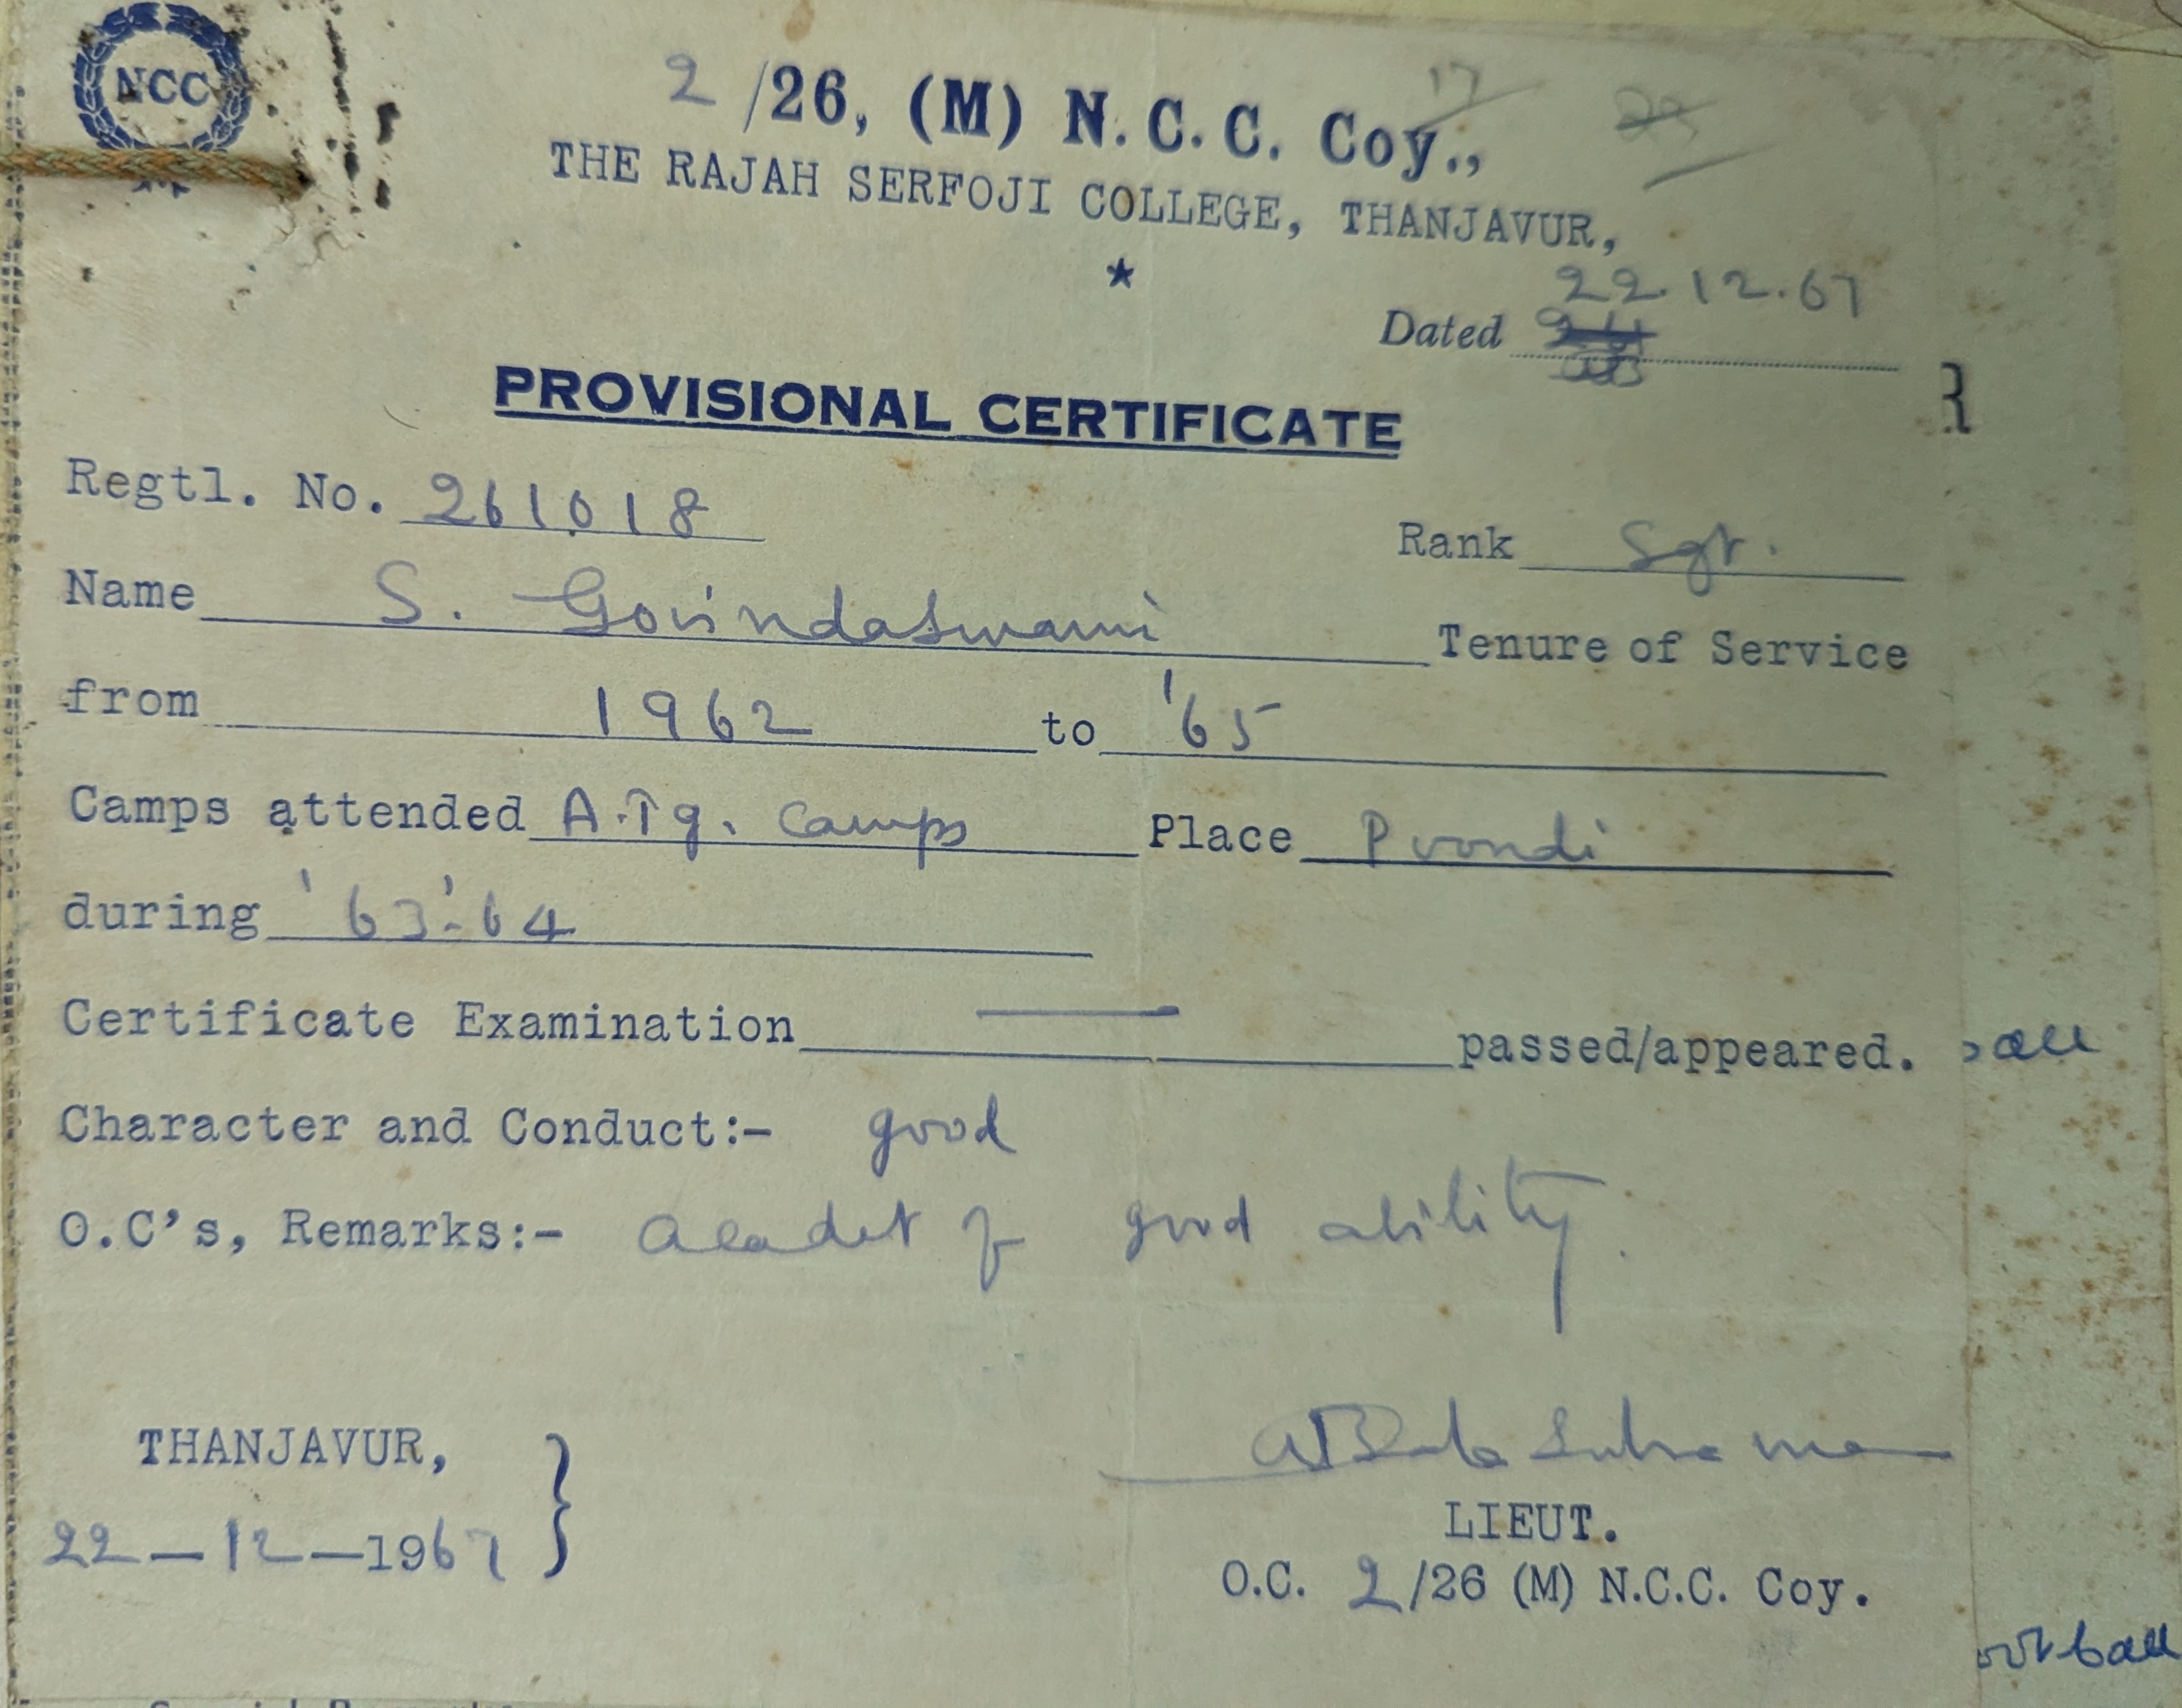 NCC
2/26, (M) N.C.C. Coy.,
17
THE RAJAH SERFOJI COLLEGE, THANJAVUR,
22.12.67
Dated
PROVISIONAL CERTIFICATE
Regtl. No. 261018
Rank Sgt.
Name S. Govindaswami Tenure of Service
from 1962 to '65
Camps attended A.Tg. Camps Place Poondi
during '63-'64
Certificate Examination — passed/appeared.
Character and Conduct:- good
O.C's, Remarks:- A cadet of good ability.
THANJAVUR,
22-12-1967
LIEUT.
O.C. 2/26 (M) N.C.C. Coy.